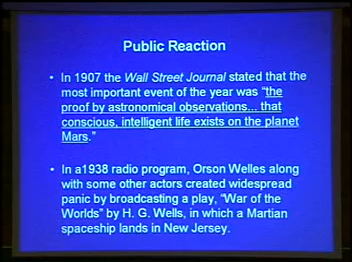 Public Reaction
• In 1907 the Wall Street Journal stated that the
most important event of the year was “the
proof by astronomical observations... that
conscious, intelligent life exists on the planet
Mars.”
• In a1938 radio program, Orson Welles along
with some other actors created widespread
panic by broadcasting a play, “War of the
Worlds” by H. G. Wells, in which a Martian
spaceship lands in New Jersey.